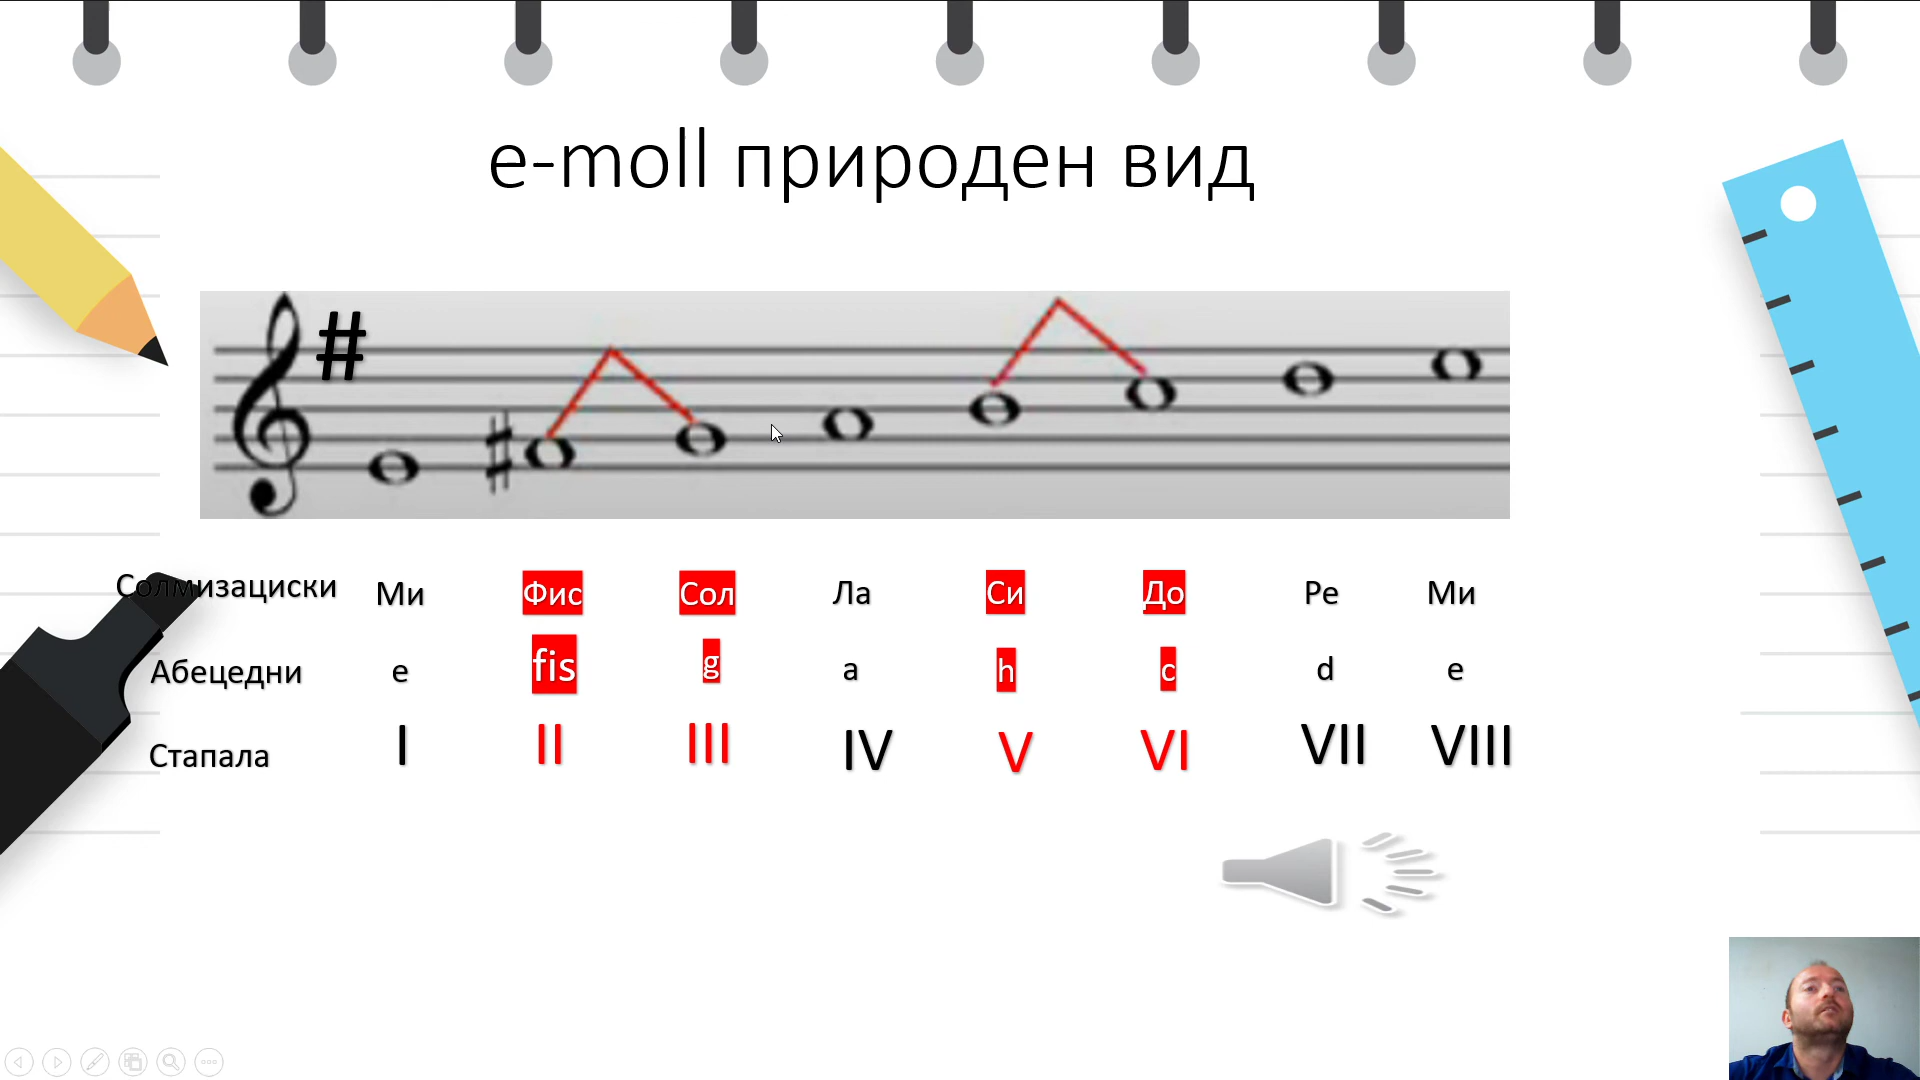 e-moll природен вид
#
Солмизациски Ми Фис Сол Ла Си До Ре Ми
Абецедни e fis g a h c d e
Стапала I II III IV V VI VII VIII